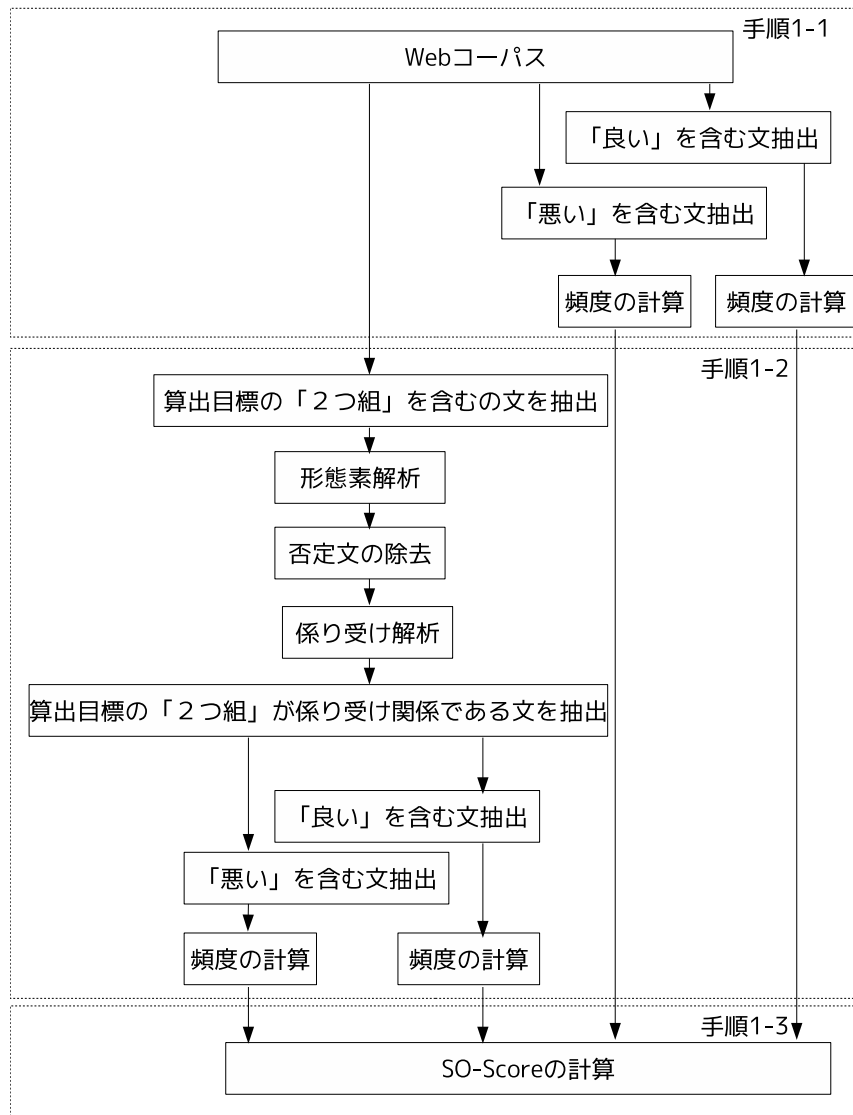 手順1-1
Webコーパス
「良い」を含む文抽出
「悪い」を含む文抽出
頻度の計算
頻度の計算
手順1-2
算出目標の「２つ組」を含むの文を抽出
形態素解析
否定文の除去
係り受け解析
算出目標の「２つ組」が係り受け関係である文を抽出
「良い」を含む文抽出
「悪い」を含む文抽出
頻度の計算
頻度の計算
手順1-3
SO-Scoreの計算